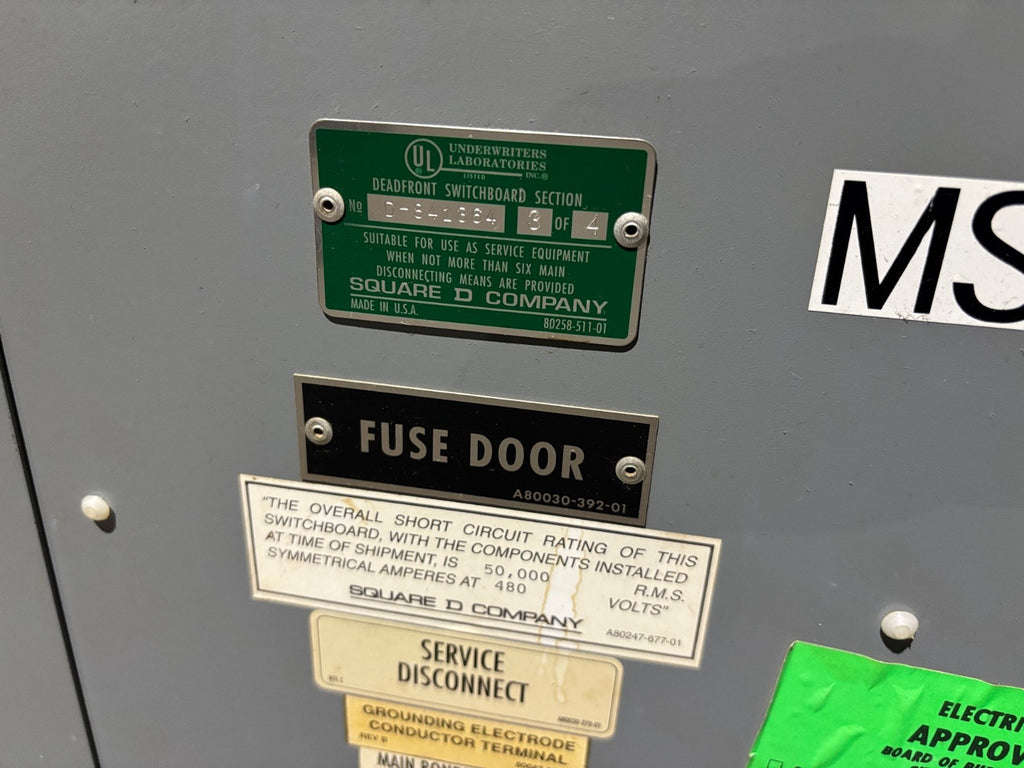 UL
UNDERWRITERS
LABORATORIES
LISTED INC.®
DEADFRONT SWITCHBOARD SECTION
No D-841364 3 OF 4
SUITABLE FOR USE AS SERVICE EQUIPMENT
WHEN NOT MORE THAN SIX MAIN
DISCONNECTING MEANS ARE PROVIDED
SQUARE D COMPANY
MADE IN U.S.A.
80258-511-01
MS
FUSE DOOR
A80030-392-01
"THE OVERALL SHORT CIRCUIT RATING OF THIS
SWITCHBOARD, WITH THE COMPONENTS INSTALLED
AT TIME OF SHIPMENT, IS 50,000 R.M.S.
SYMMETRICAL AMPERES AT 480 VOLTS"
SQUARE D COMPANY
A80247-677-01
SERVICE
DISCONNECT
GROUNDING ELECTRODE
CONDUCTOR TERMINAL
REV B
MAIN
ELECTRI
APPROV
BOARD OF